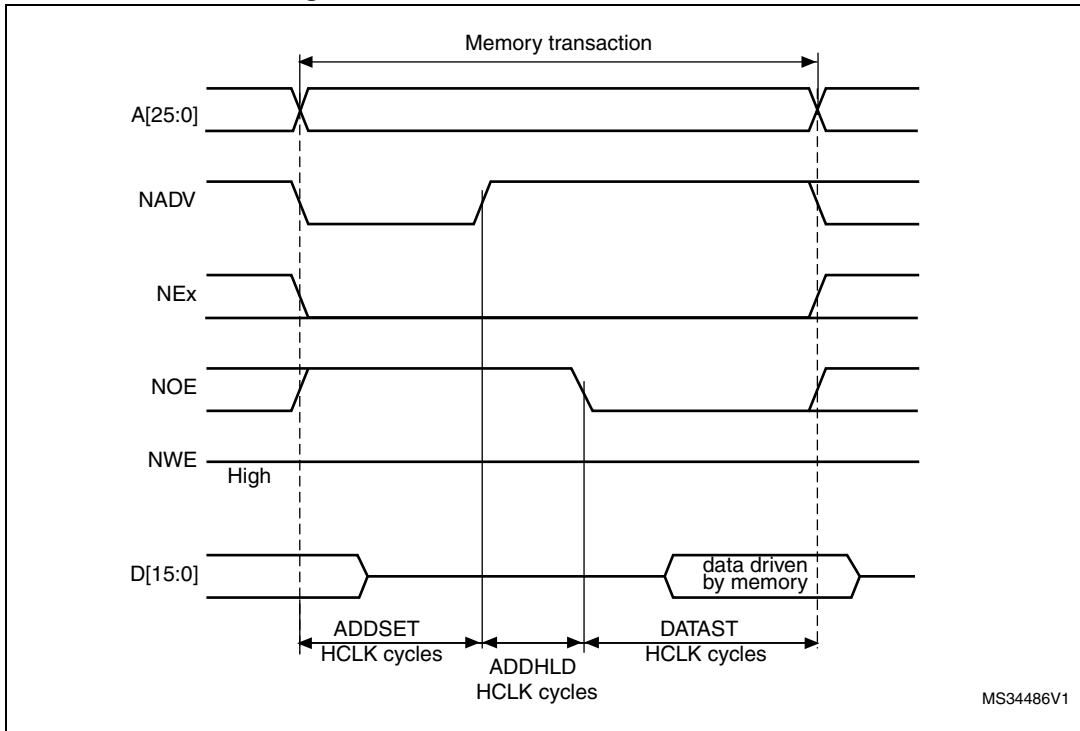 Memory transaction
A[25:0]
NADV
NEx
NOE
NWE
High
D[15:0]
data driven
by memory
ADDSET
HCLK cycles
ADDHLD
HCLK cycles
DATAST
HCLK cycles
MS34486V1